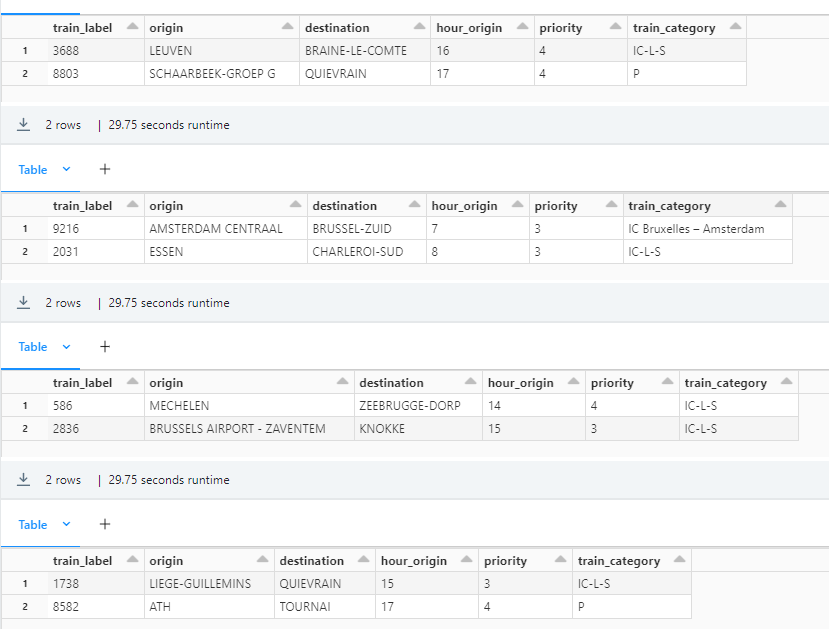 train_label origin destination hour_origin priority train_category
1 3688 LEUVEN BRAINE-LE-COMTE 16 4 IC-L-S
2 8803 SCHAARBEEK-GROEP G QUIEVRAIN 17 4 P
2 rows | 29.75 seconds runtime
Table +
train_label origin destination hour_origin priority train_category
1 9216 AMSTERDAM CENTRAAL BRUSSEL-ZUID 7 3 IC Bruxelles – Amsterdam
2 2031 ESSEN CHARLEROI-SUD 8 3 IC-L-S
2 rows | 29.75 seconds runtime
Table +
train_label origin destination hour_origin priority train_category
1 586 MECHELEN ZEEBRUGGE-DORP 14 4 IC-L-S
2 2836 BRUSSELS AIRPORT - ZAVENTEM KNOKKE 15 3 IC-L-S
2 rows | 29.75 seconds runtime
Table +
train_label origin destination hour_origin priority train_category
1 1738 LIEGE-GUILLEMINS QUIEVRAIN 15 3 IC-L-S
2 8582 ATH TOURNAI 17 4 P